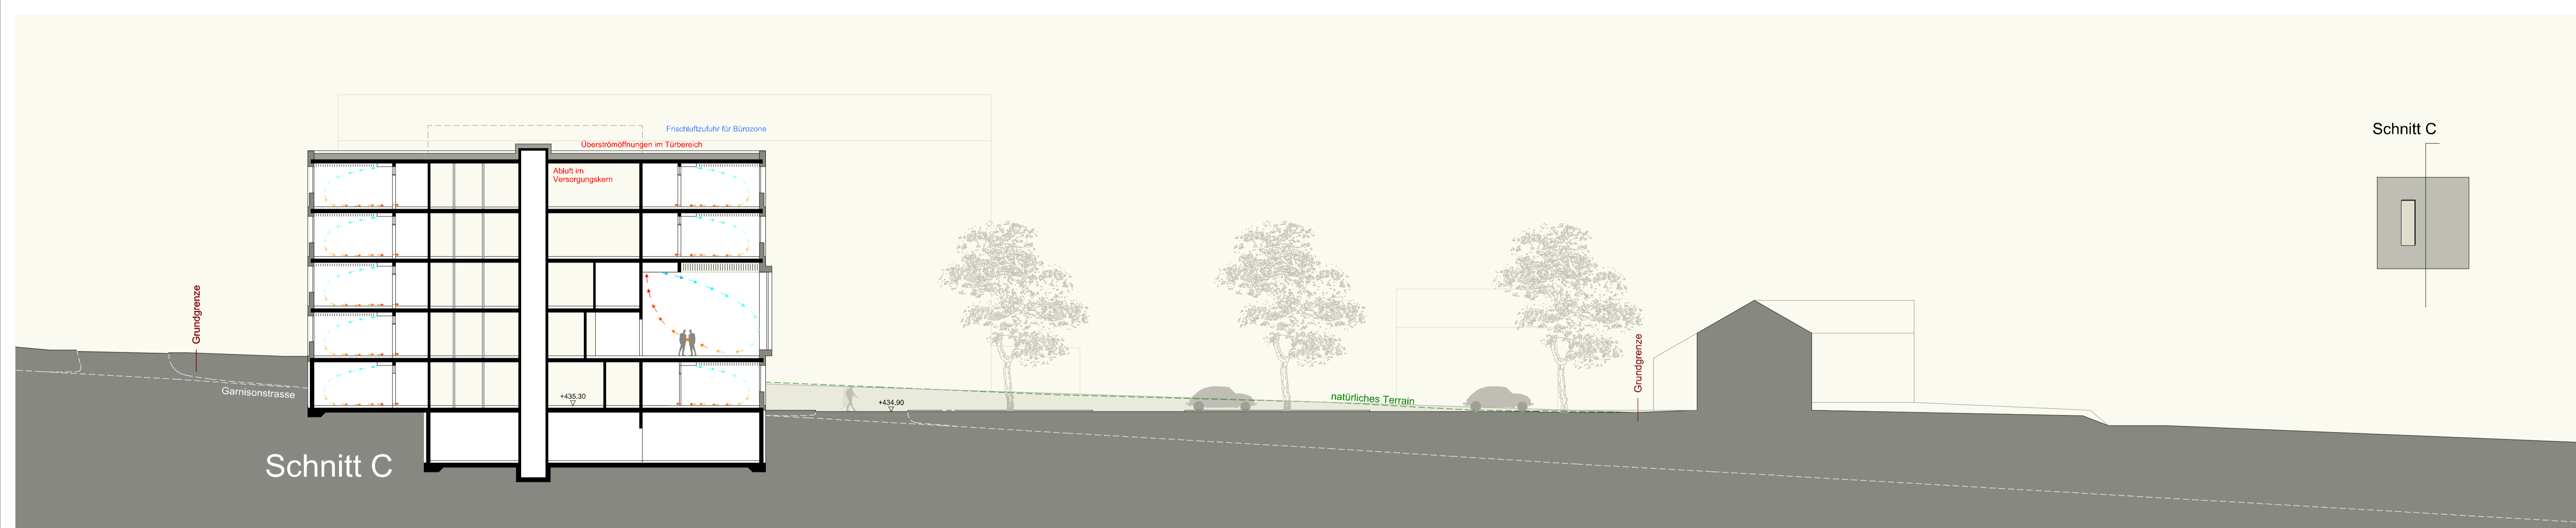 Frischluftzufuhr für Bürozone
Überströmöffnungen im Türbereich
Abluft im
Versorgungskern
Schnitt C
Grundgrenze
Garnisonstrasse
+435.30
+434.90
natürliches Terrain
Grundgrenze
Schnitt C